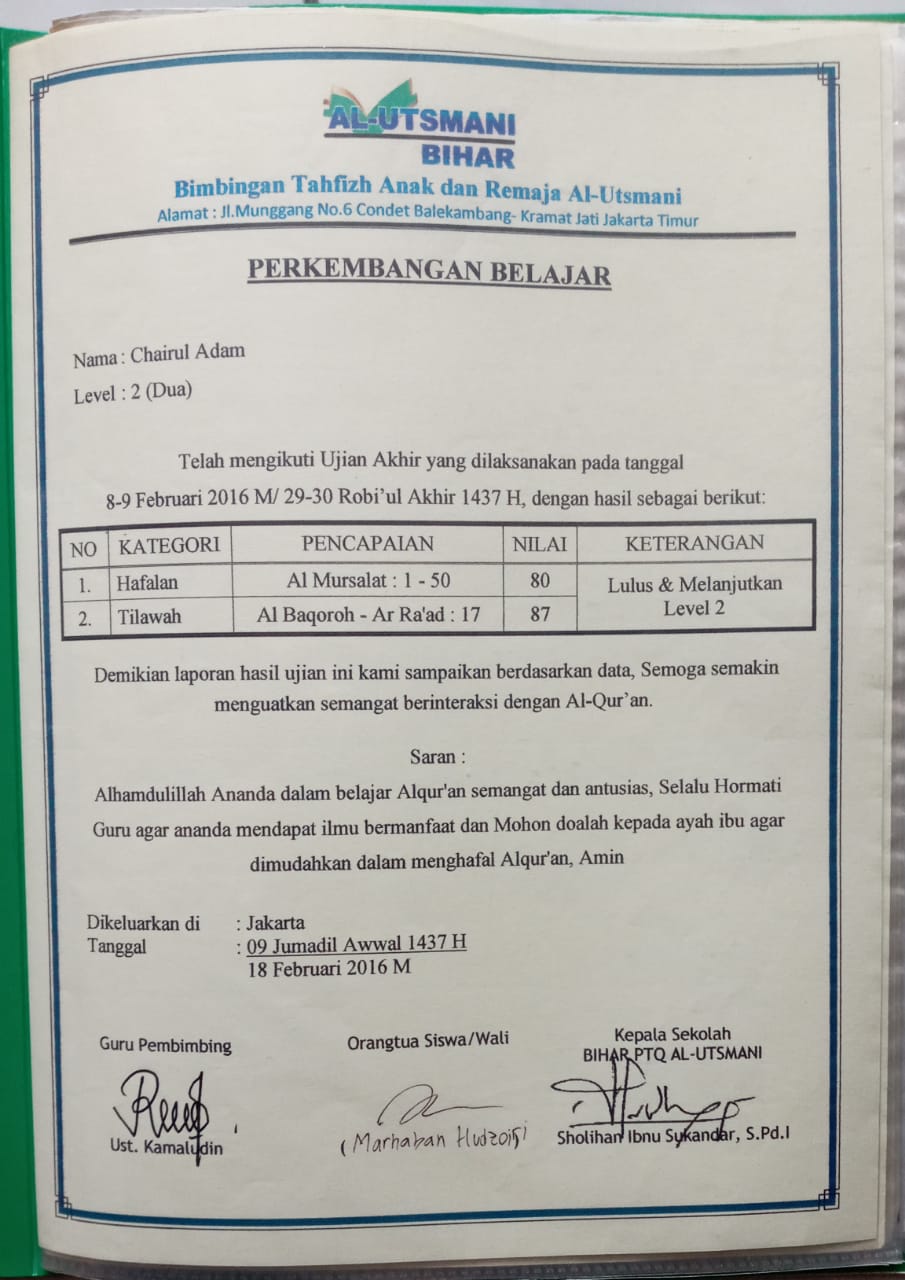 AL-UTSMANI
BIHAR
Bimbingan Tahfizh Anak dan Remaja Al-Utsmani
Alamat : Jl.Munggang No.6 Condet Balekambang- Kramat Jati Jakarta Timur
PERKEMBANGAN BELAJAR
Nama : Chairul Adam
Level : 2 (Dua)
Telah mengikuti Ujian Akhir yang dilaksanakan pada tanggal
8-9 Februari 2016 M/ 29-30 Robi’ul Akhir 1437 H, dengan hasil sebagai berikut:
NO KATEGORI PENCAPAIAN NILAI KETERANGAN
1. Hafalan Al Mursalat : 1 - 50 80 Lulus & Melanjutkan
2. Tilawah Al Baqoroh - Ar Ra'ad : 17 87 Level 2
Demikian laporan hasil ujian ini kami sampaikan berdasarkan data, Semoga semakin
menguatkan semangat berinteraksi dengan Al-Qur’an.
Saran :
Alhamdulillah Ananda dalam belajar Alqur'an semangat dan antusias, Selalu Hormati
Guru agar ananda mendapat ilmu bermanfaat dan Mohon doalah kepada ayah ibu agar
dimudahkan dalam menghafal Alqur'an, Amin
Dikeluarkan di : Jakarta
Tanggal : 09 Jumadil Awwal 1437 H
18 Februari 2016 M
Guru Pembimbing Orangtua Siswa/Wali Kepala Sekolah
BIHAR PTQ AL-UTSMANI
Ust. Kamaludin (Marhaban Sholihan Ibnu Sykandar, S.Pd.I